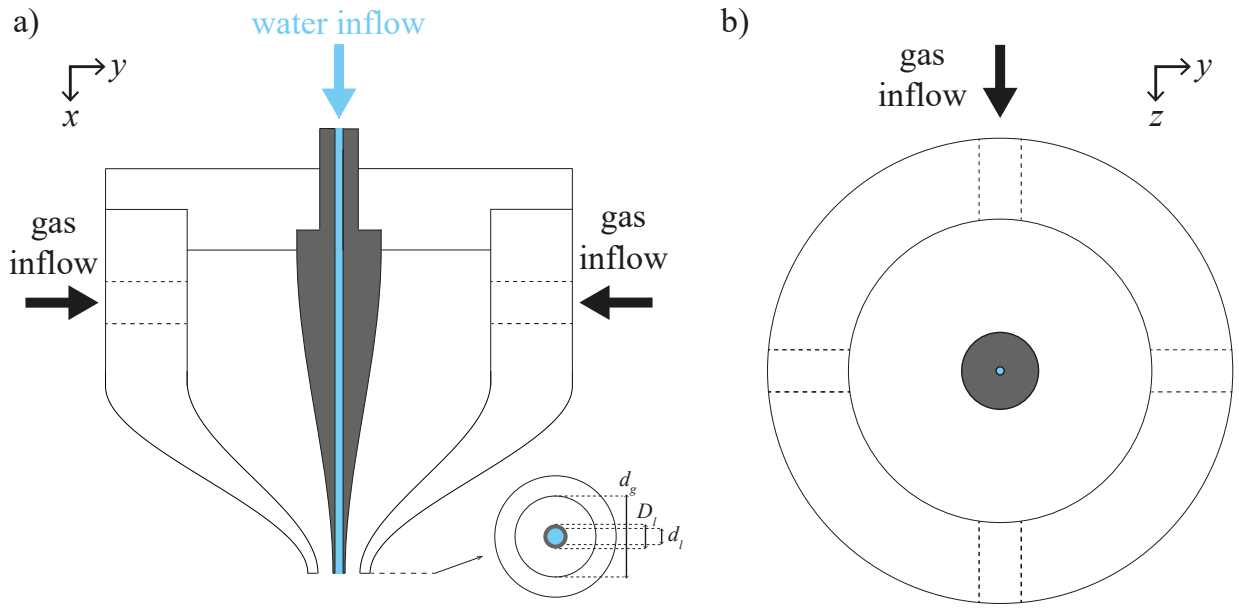 a)
water inflow
y
x
gas
inflow
gas
inflow
d_g
D_l
d_l
b)
gas
inflow
y
z